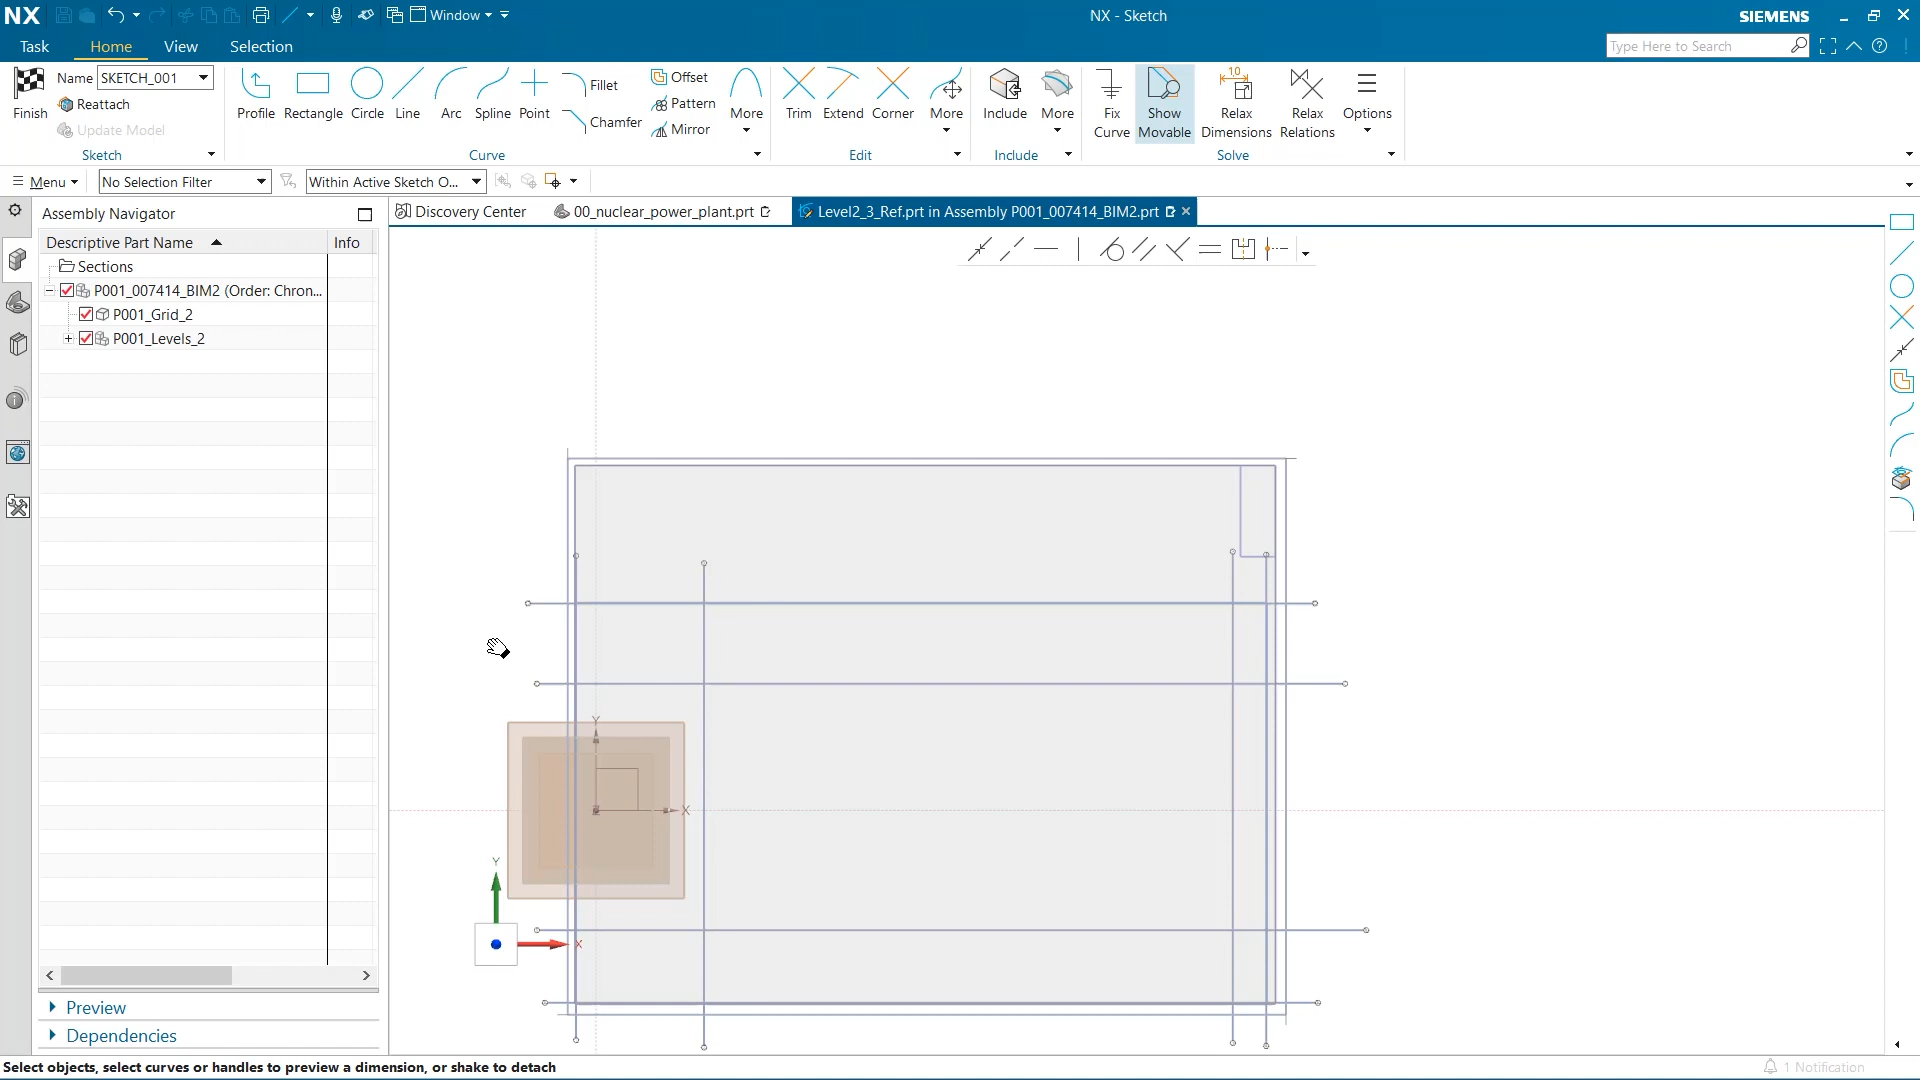 NX
Window
NX - Sketch
SIEMENS
Task
Home
View
Selection
Type Here to Search
Finish
Name SKETCH_001
Reattach
Update Model
Profile
Rectangle
Circle
Line
Arc
Spline
Point
Fillet
Chamfer
Offset
Pattern
Mirror
More
Trim
Extend
Corner
More
Include
More
Fix
Curve
Show
Movable
1,0
Relax
Dimensions
Relax
Relations
Options
Sketch
Curve
Edit
Include
Solve
Menu
No Selection Filter
Within Active Sketch O...
Assembly Navigator
Discovery Center
00_nuclear_power_plant.prt
Level2_3_Ref.prt in Assembly P001_007414_BIM2.prt
Descriptive Part Name
Info
Sections
P001_007414_BIM2 (Order: Chron...
P001_Grid_2
P001_Levels_2
Y
X
Z
Y
X
Preview
Dependencies
Select objects, select curves or handles to preview a dimension, or shake to detach
1 Notification